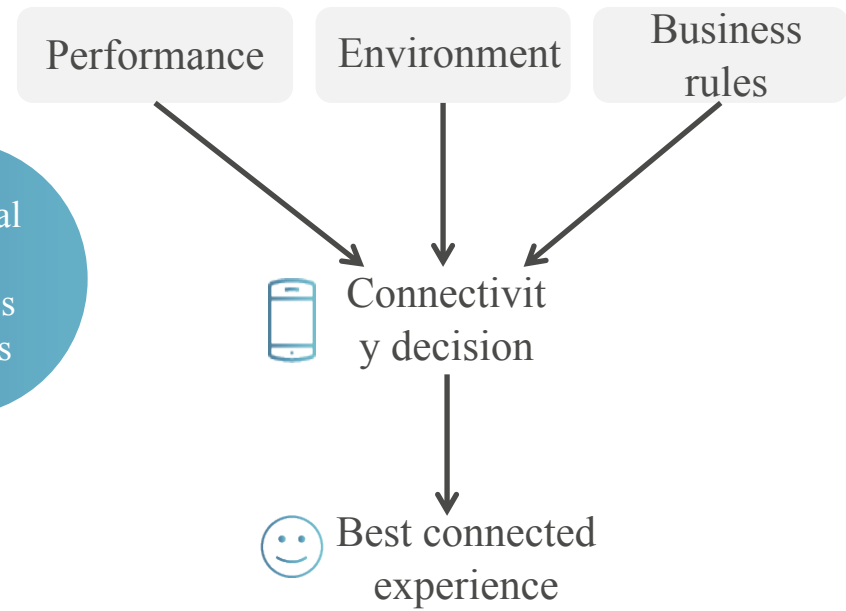 Performance
Environment
Business
rules
Connectivit
y decision
Best connected
experience